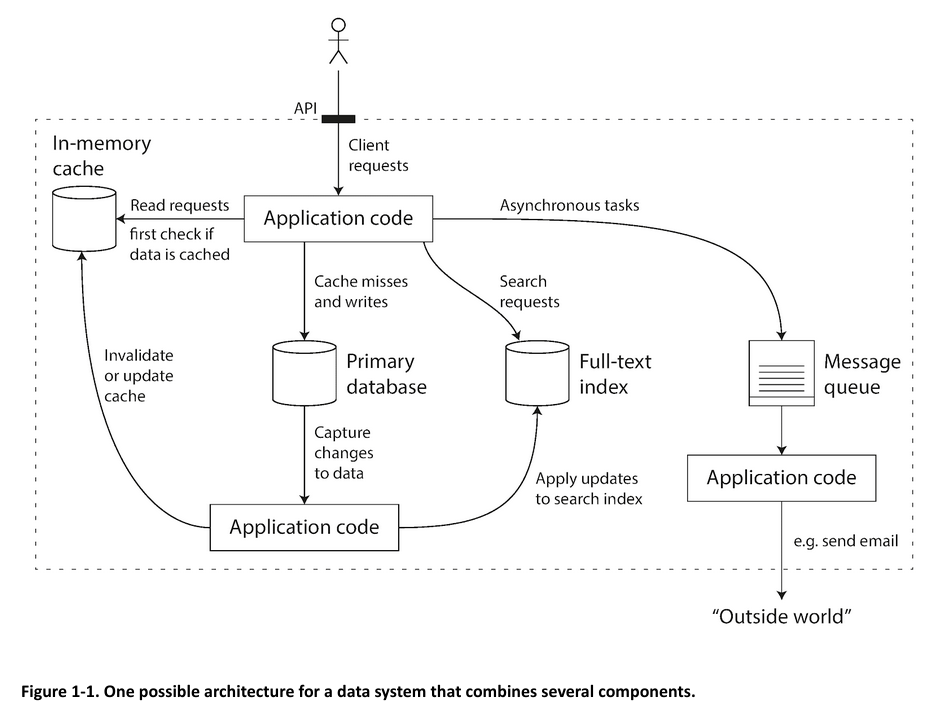 API
Client
requests
In-memory
cache
Read requests
first check if
data is cached
Application code
Asynchronous tasks
Cache misses
and writes
Search
requests
Invalidate
or update
cache
Primary
database
Full-text
index
Message
queue
Capture
changes
to data
Apply updates
to search index
Application code
Application code
e.g. send email
“Outside world”
Figure 1-1. One possible architecture for a data system that combines several components.